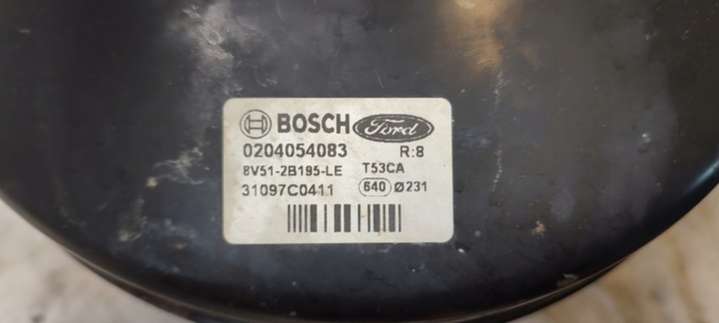 BOSCH Ford
0204054083 R:8
8V51-2B195-LE T53CA
31097C0411 640 Ø231